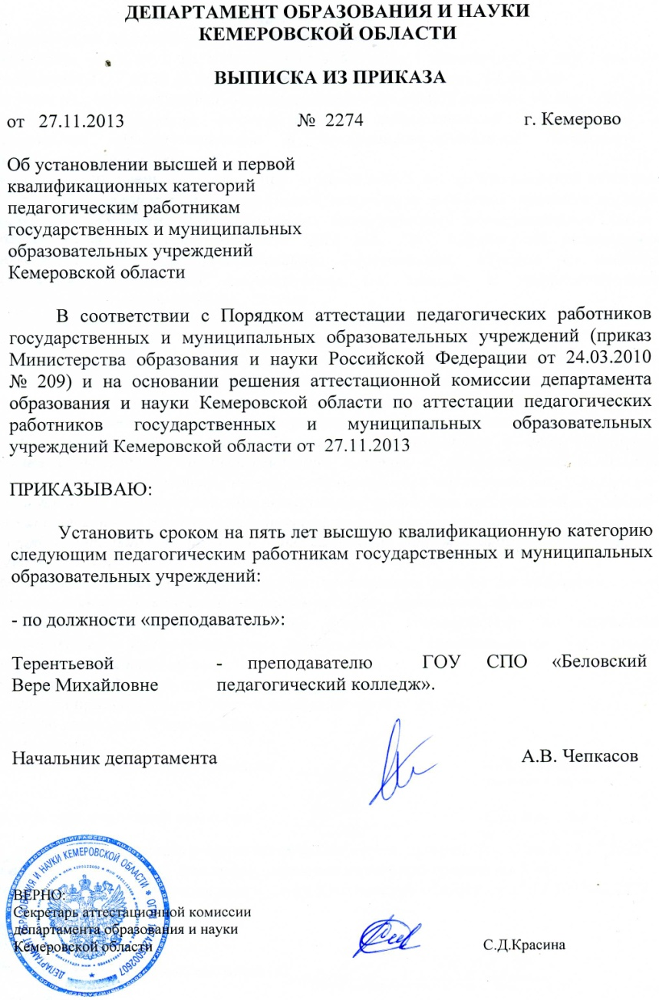 ДЕПАРТАМЕНТ ОБРАЗОВАНИЯ И НАУКИ
КЕМЕРОВСКОЙ ОБЛАСТИ
ВЫПИСКА ИЗ ПРИКАЗА
от 27.11.2013 № 2274 г. Кемерово
Об установлении высшей и первой
квалификационных категорий
педагогическим работникам
государственных и муниципальных
образовательных учреждений
Кемеровской области
В соответствии с Порядком аттестации педагогических работников
государственных и муниципальных образовательных учреждений (приказ
Министерства образования и науки Российской Федерации от 24.03.2010
№ 209) и на основании решения аттестационной комиссии департамента
образования и науки Кемеровской области по аттестации педагогических
работников государственных и муниципальных образовательных
учреждений Кемеровской области от 27.11.2013
ПРИКАЗЫВАЮ:
Установить сроком на пять лет высшую квалификационную категорию
следующим педагогическим работникам государственных и муниципальных
образовательных учреждений:
- по должности «преподаватель»:
Терентьевой - преподавателю ГОУ СПО «Беловский
Вере Михайловне педагогический колледж».
Начальник департамента А.В. Чепкасов
ВЕРНО:
Секретарь аттестационной комиссии
департамента образования и науки
Кемеровской области С.Д.Красина
ДЕПАРТАМЕНТ ОБРАЗОВАНИЯ И НАУКИ КЕМЕРОВСКОЙ ОБЛАСТИ